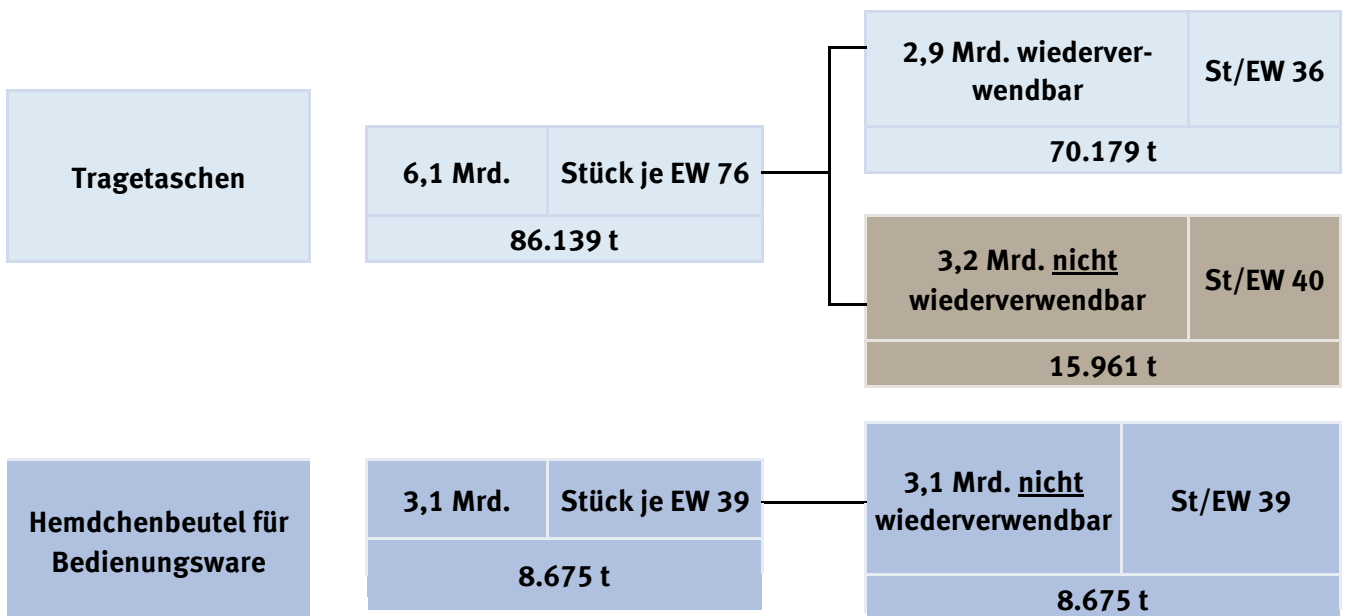 Tragetaschen
6,1 Mrd.
Stück je EW 76
86.139 t
2,9 Mrd. wiederver-
wendbar
St/EW 36
70.179 t
3,2 Mrd. nicht
wiederverwendbar
St/EW 40
15.961 t
Hemdchenbeutel für
Bedienungsware
3,1 Mrd.
Stück je EW 39
8.675 t
3,1 Mrd. nicht
wiederverwendbar
St/EW 39
8.675 t